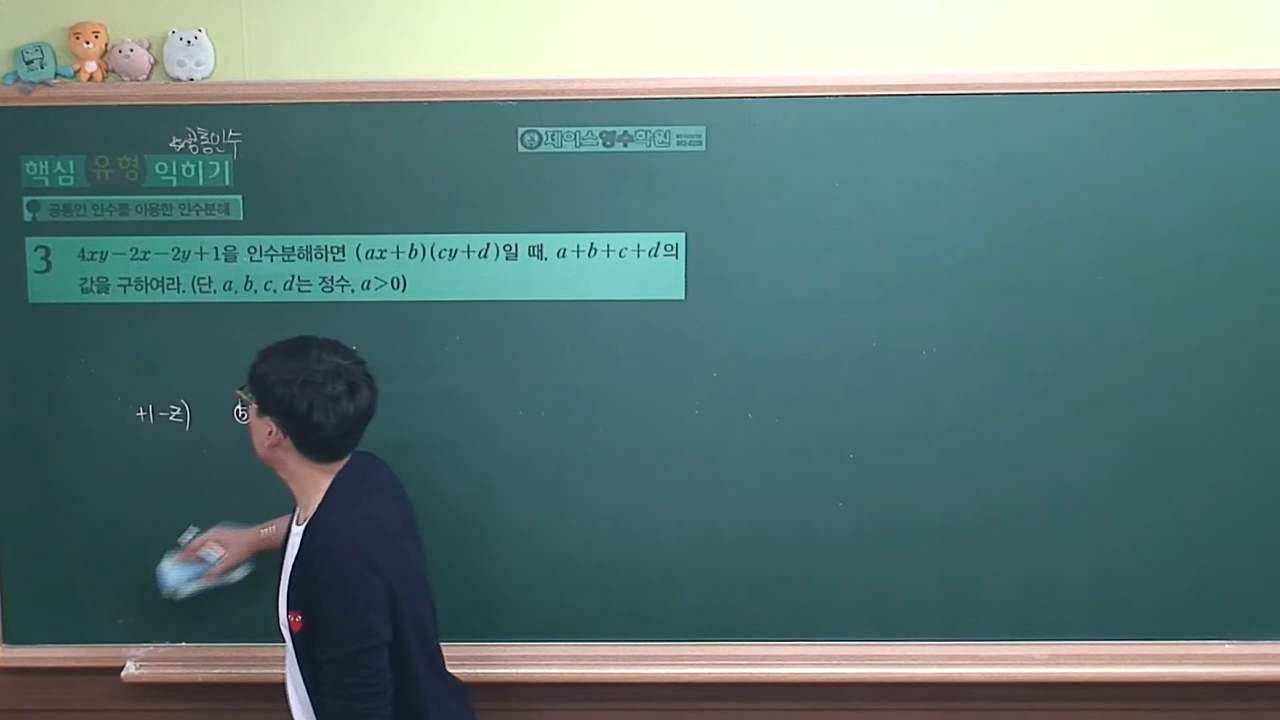 공통인수
제이스영수학원
핵심 유형 익히기
공통인 인수를 이용한 인수분해
3 4xy-2x-2y+1을 인수분해하면 (ax+b)(cy+d)일 때, a+b+c+d의
값을 구하여라. (단, a, b, c, d는 정수, a>0)
+1-z) b